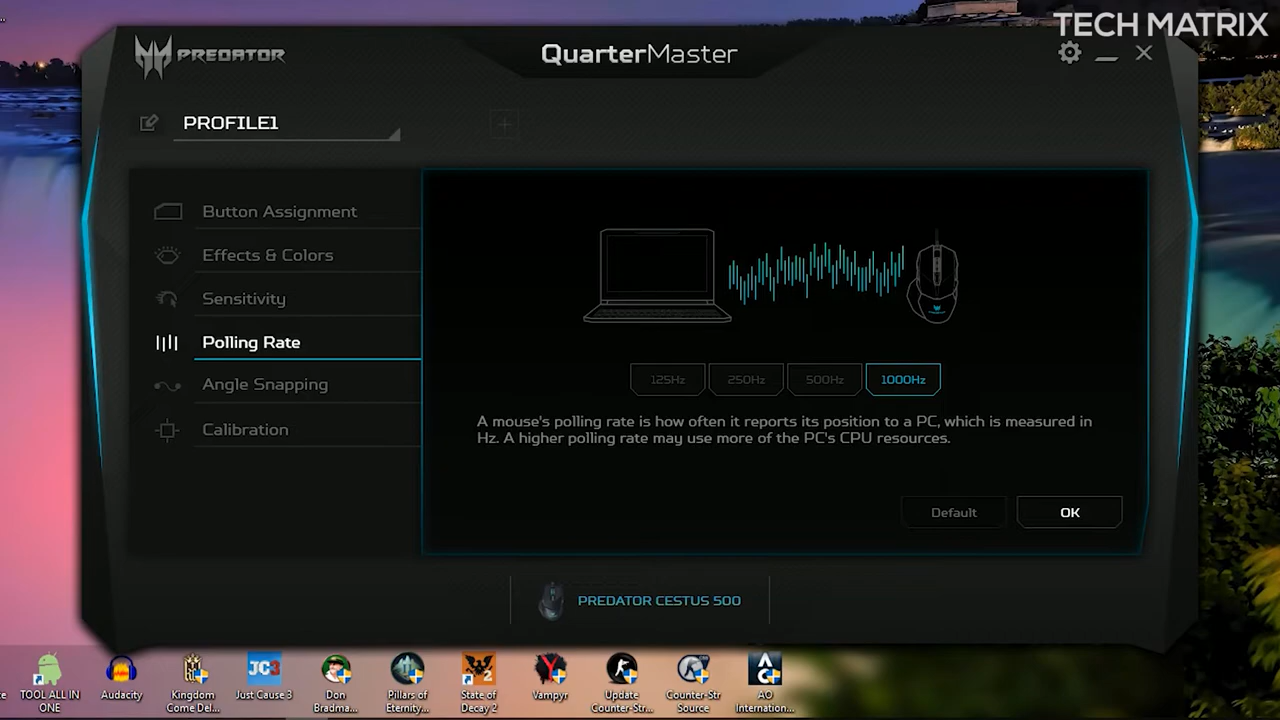 TECH MATRIX
PREDATOR
QuarterMaster
PROFILE1
Button Assignment
Effects & Colors
Sensitivity
Polling Rate
Angle Snapping
Calibration
125Hz 250Hz 500Hz 1000Hz
A mouse's polling rate is how often it reports its position to a PC, which is measured in
Hz. A higher polling rate may use more of the PC's CPU resources.
Default OK
PREDATOR CESTUS 500
JC3
2
TOOL ALL IN
ONE
Audacity
Kingdom
Come Del...
Just Cause 3
Don
Bradma...
Pillars of
Eternity...
State of
Decay 2
Vampyr
Update
Counter-Str...
Counter-Str
Source
AO
Internation...